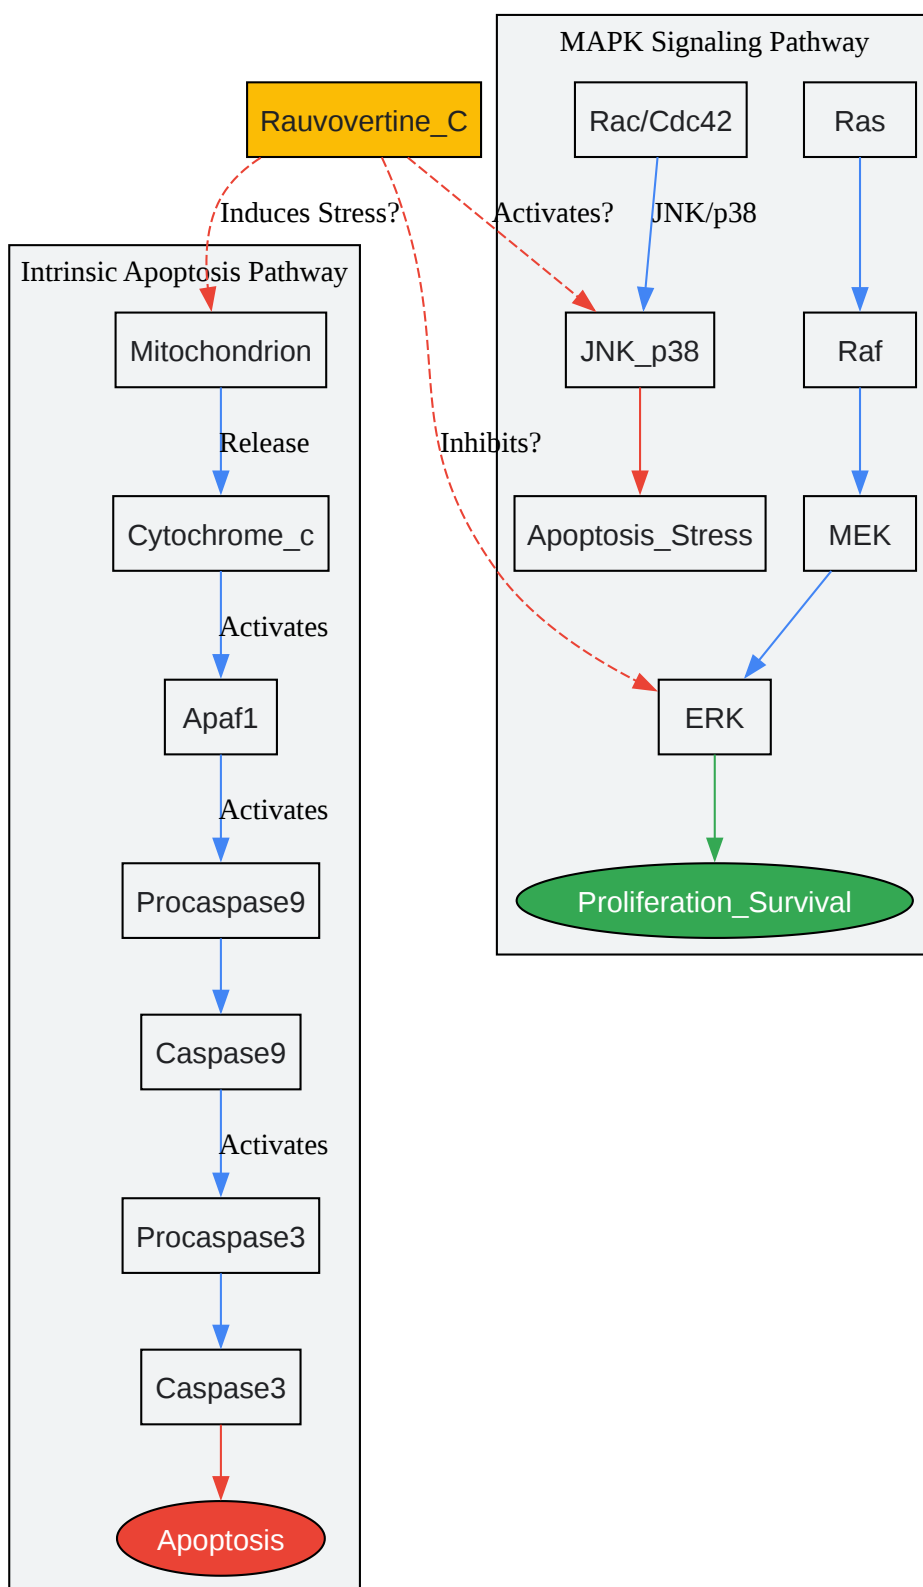 MAPK Signaling Pathway
Rauvovertine_C
Rac/Cdc42
Ras
Induces Stress?
Activates?
JNK/p38
Intrinsic Apoptosis Pathway
Mitochondrion
JNK_p38
Raf
Release
Inhibits?
Cytochrome_c
Apoptosis_Stress
MEK
Activates
Apaf1
ERK
Activates
Procaspase9
Proliferation_Survival
Caspase9
Activates
Procaspase3
Caspase3
Apoptosis